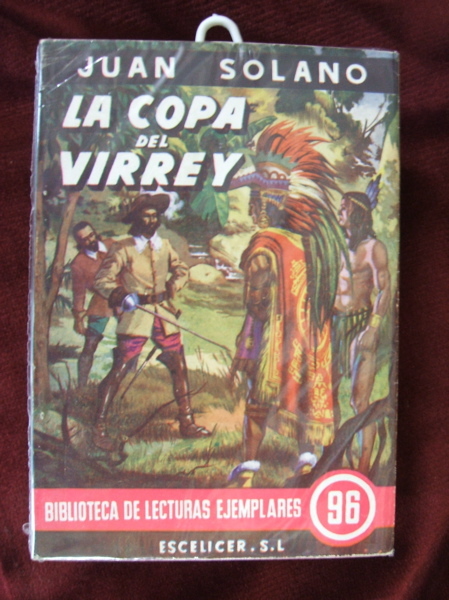 JUAN SOLANO
LA COPA
DEL
VIRREY
BIBLIOTECA DE LECTURAS EJEMPLARES 96
ESCELICER, S.L